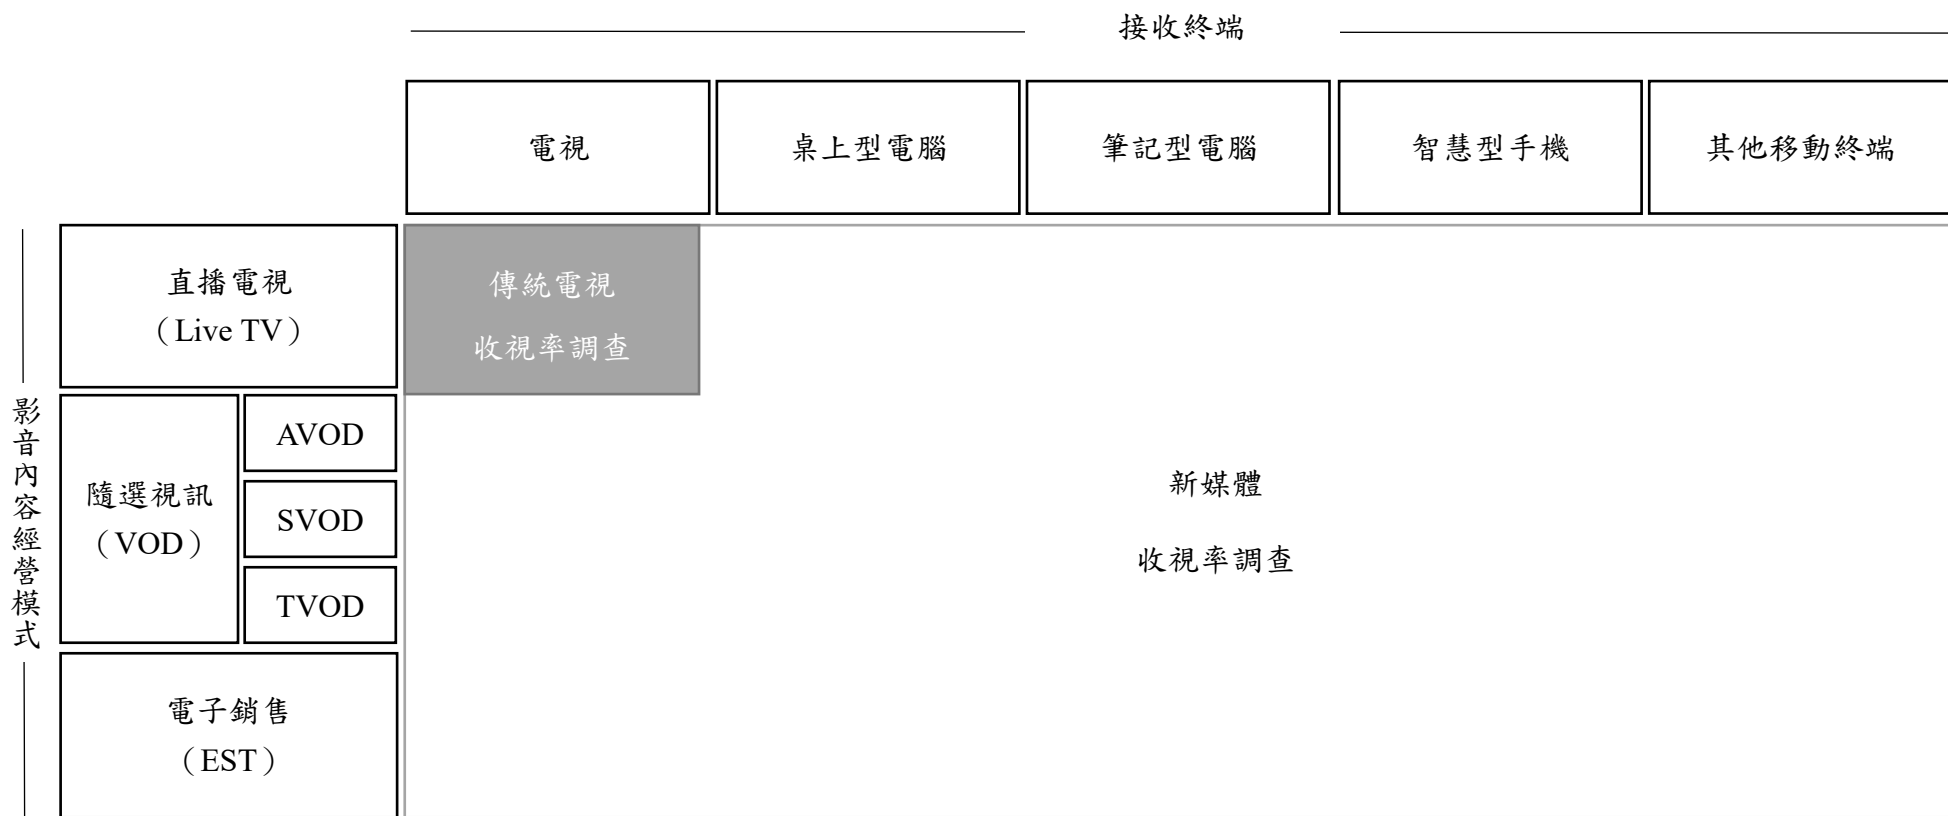 接收終端
電視
桌上型電腦
筆記型電腦
智慧型手機
其他移動終端
影音內容經營模式
直播電視
（Live TV）
傳統電視
收視率調查
隨選視訊
（VOD）
AVOD
SVOD
TVOD
新媒體
收視率調查
電子銷售
（EST）